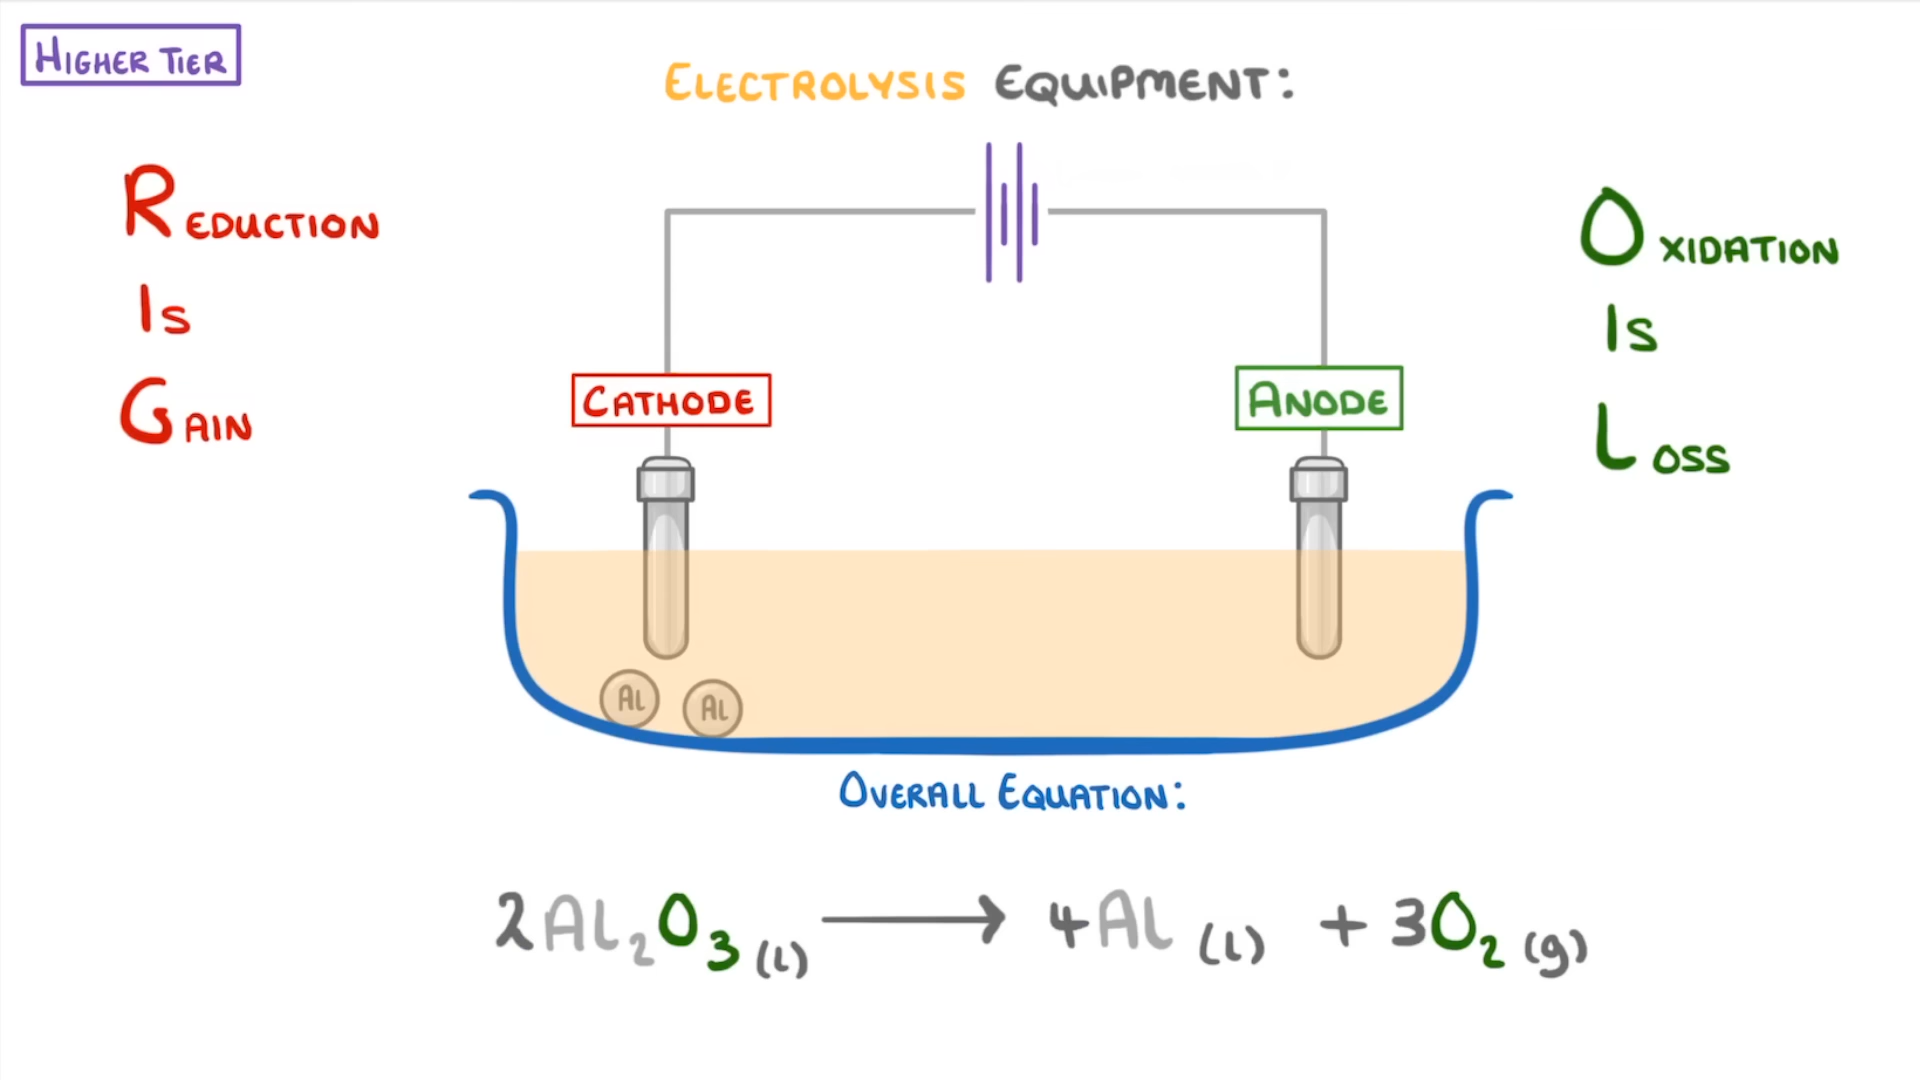 HIGHER TIER
ELECTROLYSIS EQUIPMENT:
REDUCTION
IS
GAIN
OXIDATION
IS
LOSS
CATHODE
ANODE
Al Al
OVERALL EQUATION:
2Al₂O₃ (l) ⟶ 4Al (l) + 3O₂ (g)